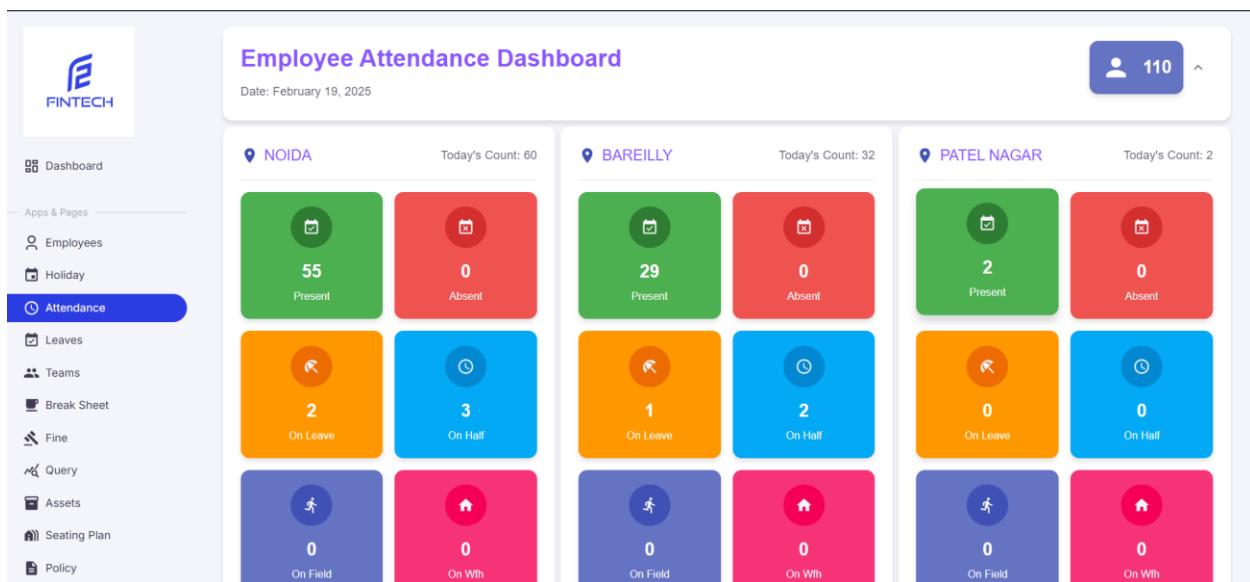 FINTECH
Dashboard
Apps & Pages
Employees
Holiday
Attendance
Leaves
Teams
Break Sheet
Fine
Query
Assets
Seating Plan
Policy
Employee Attendance Dashboard
Date: February 19, 2025
110
NOIDA Today's Count: 60
55 0
Present Absent
2 3
On Leave On Half
0 0
On Field On Wfh
BAREILLY Today's Count: 32
29 0
Present Absent
1 2
On Leave On Half
0 0
On Field On Wfh
PATEL NAGAR Today's Count: 2
2 0
Present Absent
0 0
On Leave On Half
0 0
On Field On Wfh